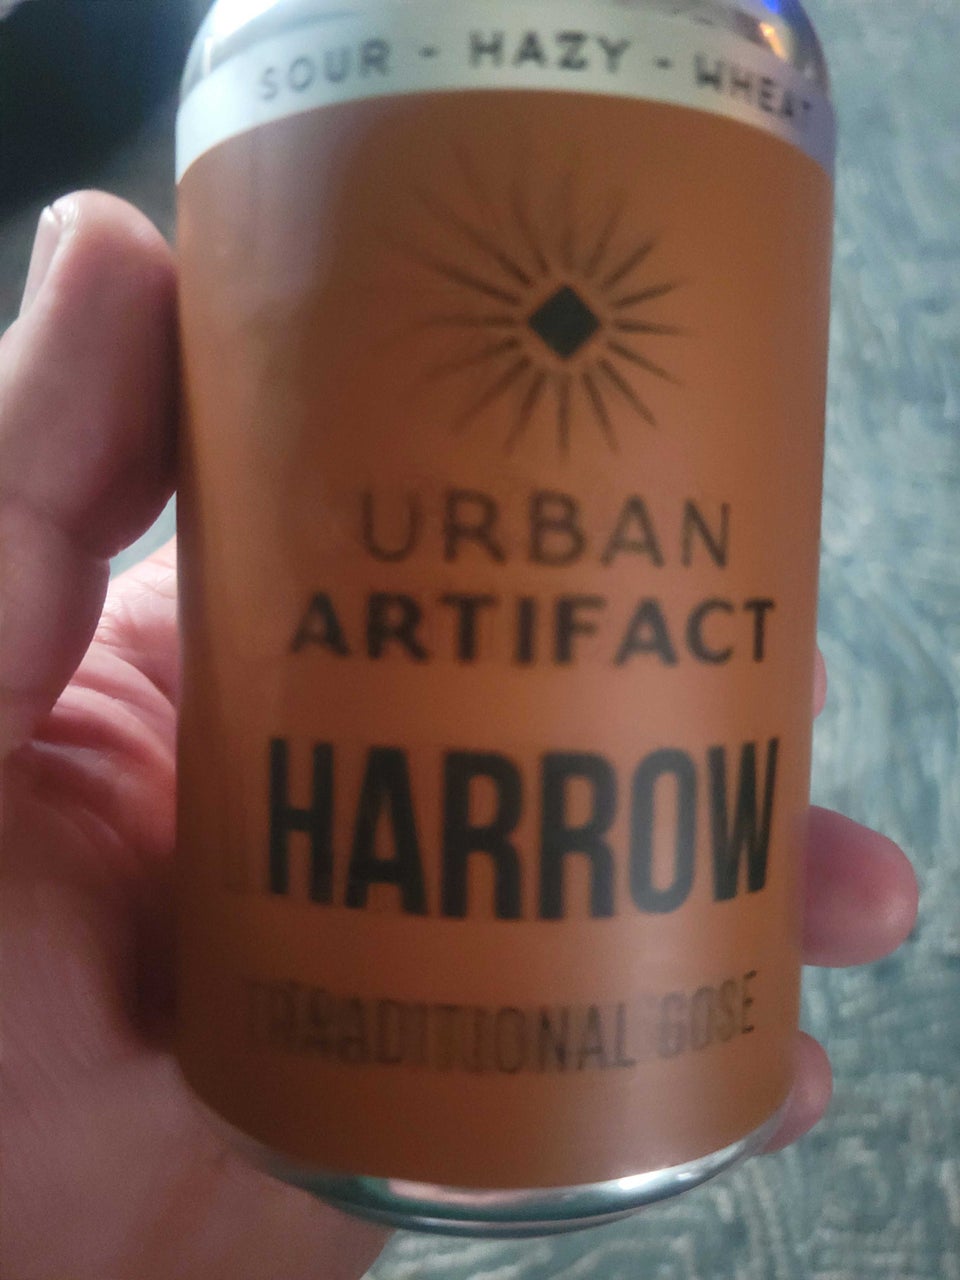 SOUR - HAZY - WHEAT
URBAN
ARTIFACT
HARROW
TRADITIONAL GOSE